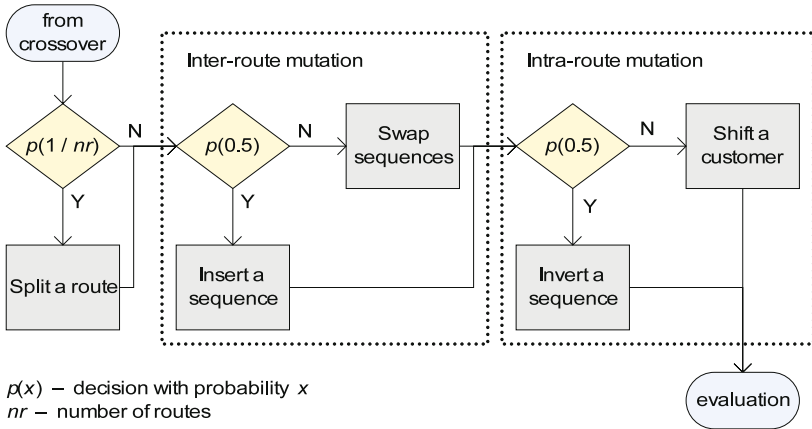 from
crossover
Inter-route mutation
Intra-route mutation
p(1 / nr)
N
p(0.5)
N
Swap
sequences
p(0.5)
N
Shift a
customer
Y
Y
Y
Split a route
Insert a
sequence
Invert a
sequence
p(x) – decision with probability x
nr – number of routes
evaluation